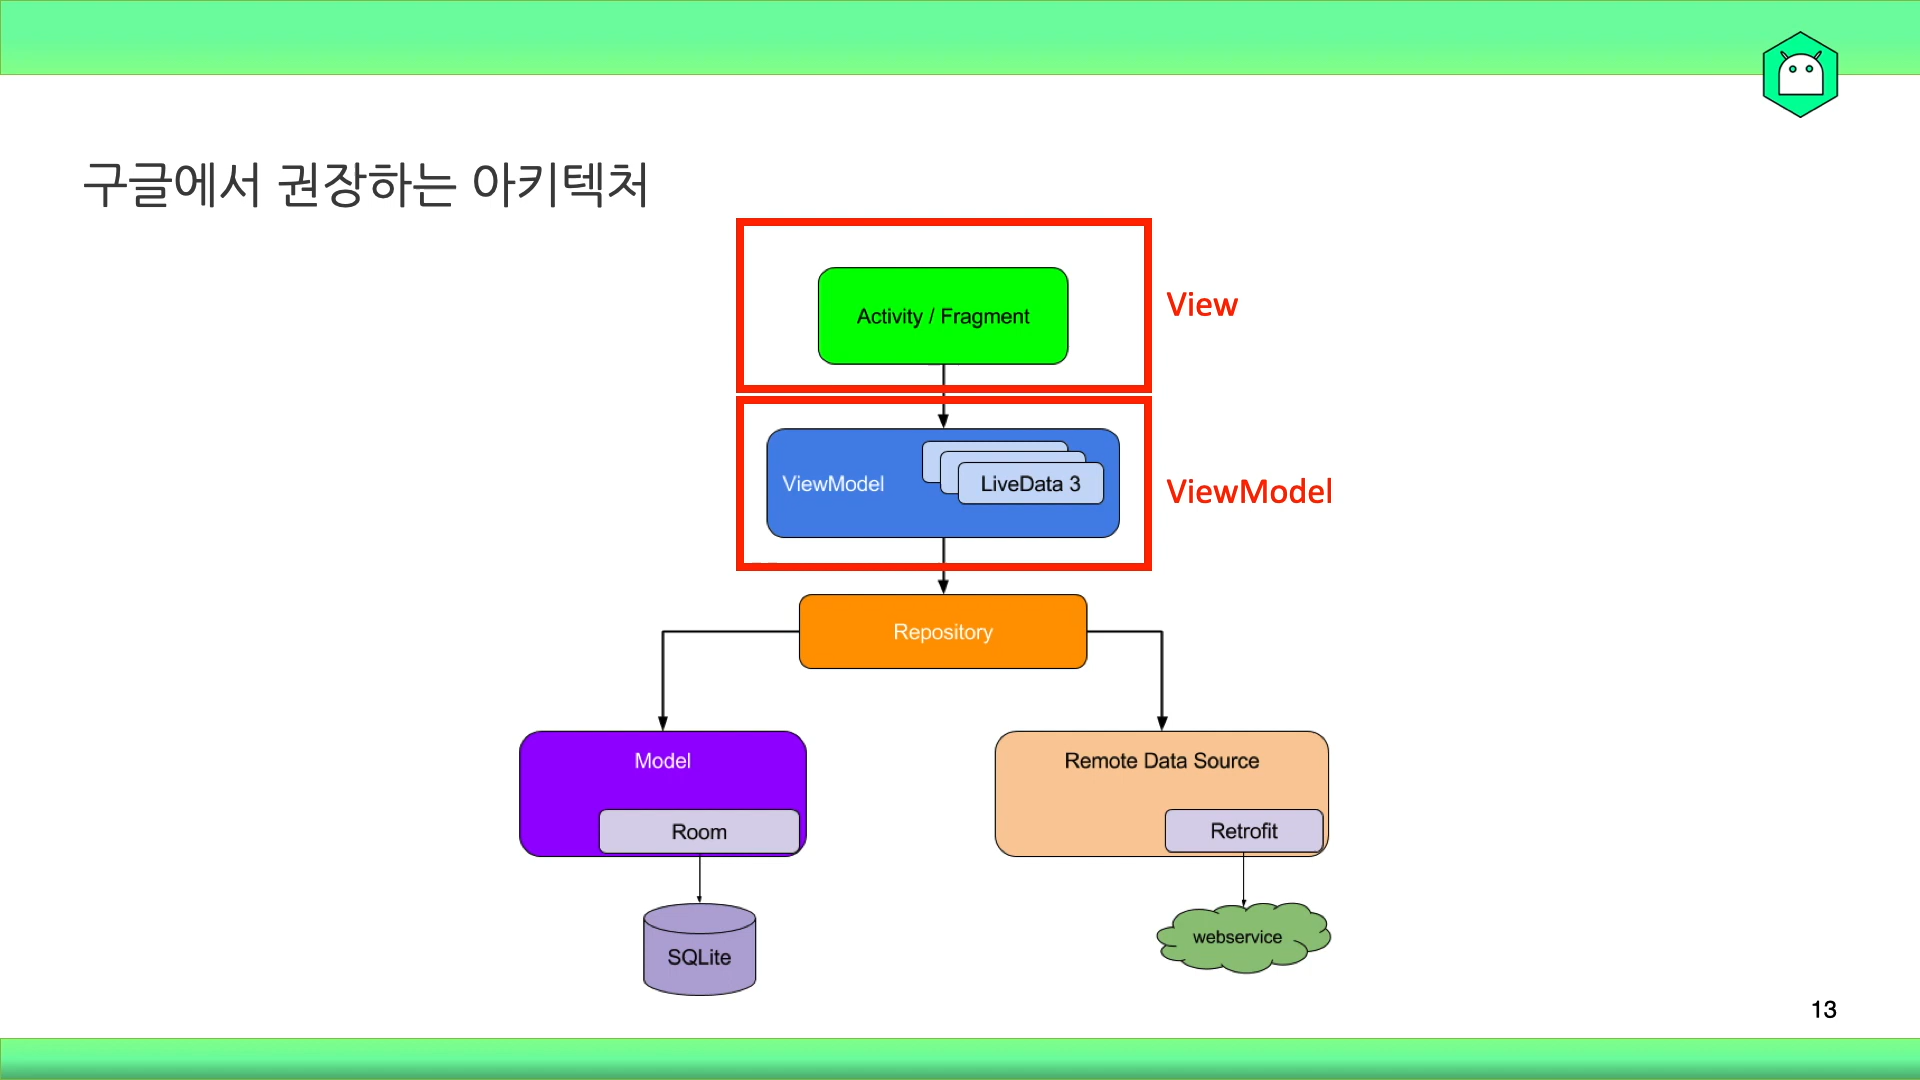 구글에서 권장하는 아키텍처
Activity / Fragment
View
ViewModel
LiveData 3
ViewModel
Repository
Model
Room
Remote Data Source
Retrofit
SQLite
webservice
13